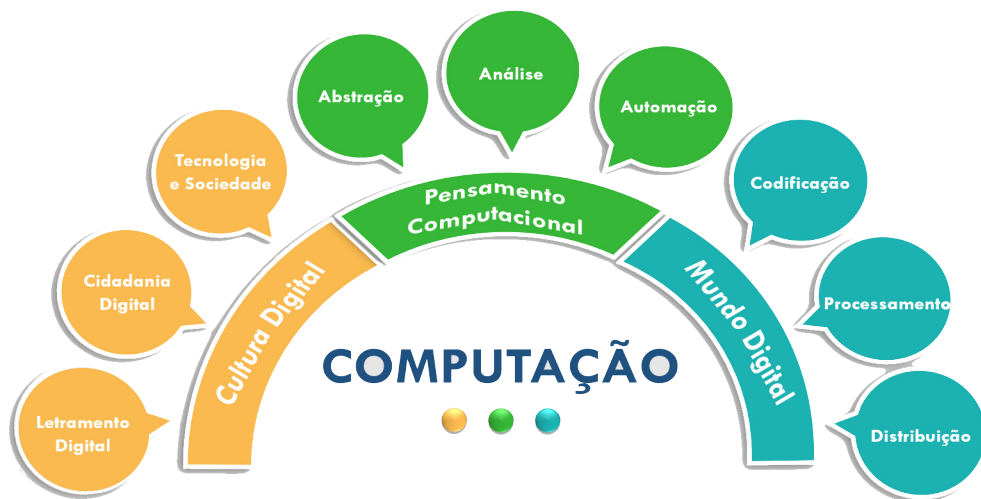 Letramento
Digital
Cidadania
Digital
Tecnologia
e Sociedade
Cultura Digital
Abstração
Análise
Automação
Pensamento
Computacional
Codificação
Processamento
Distribuição
Mundo Digital
COMPUTAÇÃO